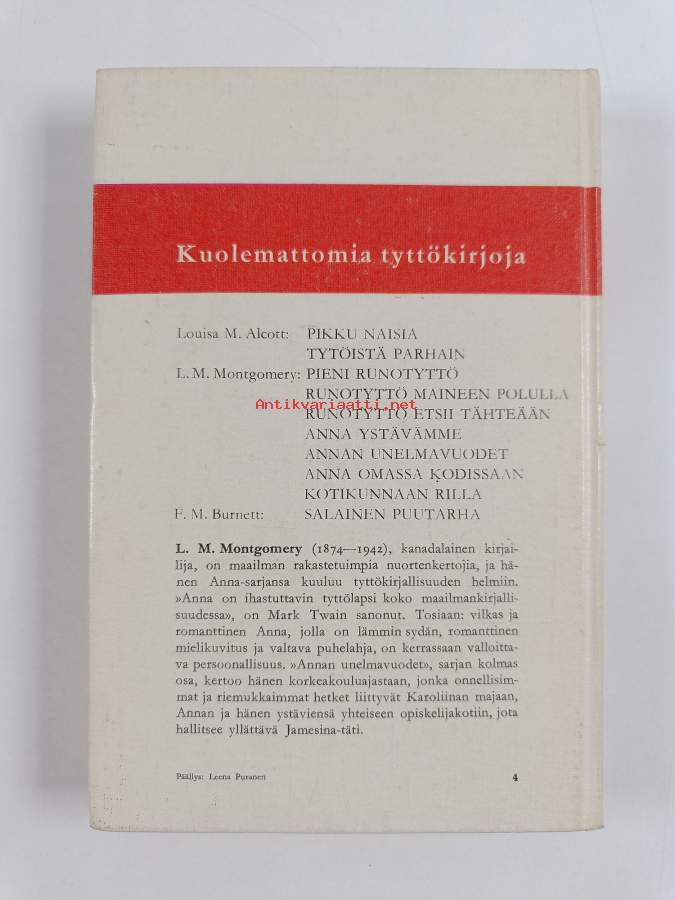 Kuolemattomia tyttökirjoja
Louisa M. Alcott: PIKKU NAISIA
TYTÖISTÄ PARHAIN
L. M. Montgomery: PIENI RUNOTYTTÖ
RUNOTYTTÖ MAINEEN POLULLA
Antikvariaatti.net
RUNOTYTTÖ ETSII TÄHTEÄÄN
ANNA YSTÄVÄMME
ANNAN UNELMAVUODET
ANNA OMASSA KODISSAAN
KOTIKUNNAAN RILLA
F. M. Burnett: SALAINEN PUUTARHA
L. M. Montgomery (1874—1942), kanadalainen kirjai-
lija, on maailman rakastetuimpia nuortenkertojia, ja hä-
nen Anna-sarjansa kuuluu tyttökirjallisuuden helmiin.
»Anna on ihastuttavin tyttölapsi koko maailmankirjalli-
suudessa», on Mark Twain sanonut. Tosiaan: vilkas ja
romanttinen Anna, jolla on lämmin sydän, romanttinen
mielikuvitus ja valtava puhelahja, on kerrassaan valloitta-
va persoonallisuus. »Annan unelmavuodet», sarjan kolmas
osa, kertoo hänen korkeakouluajastaan, jonka onnellisim-
mat ja riemukkaimmat hetket liittyvät Karoliinan majaan,
Annan ja hänen ystäviensä yhteiseen opiskelijakotiin, jota
hallitsee yllättävä Jamesina-täti.
Päällys: Leena Puranen 4